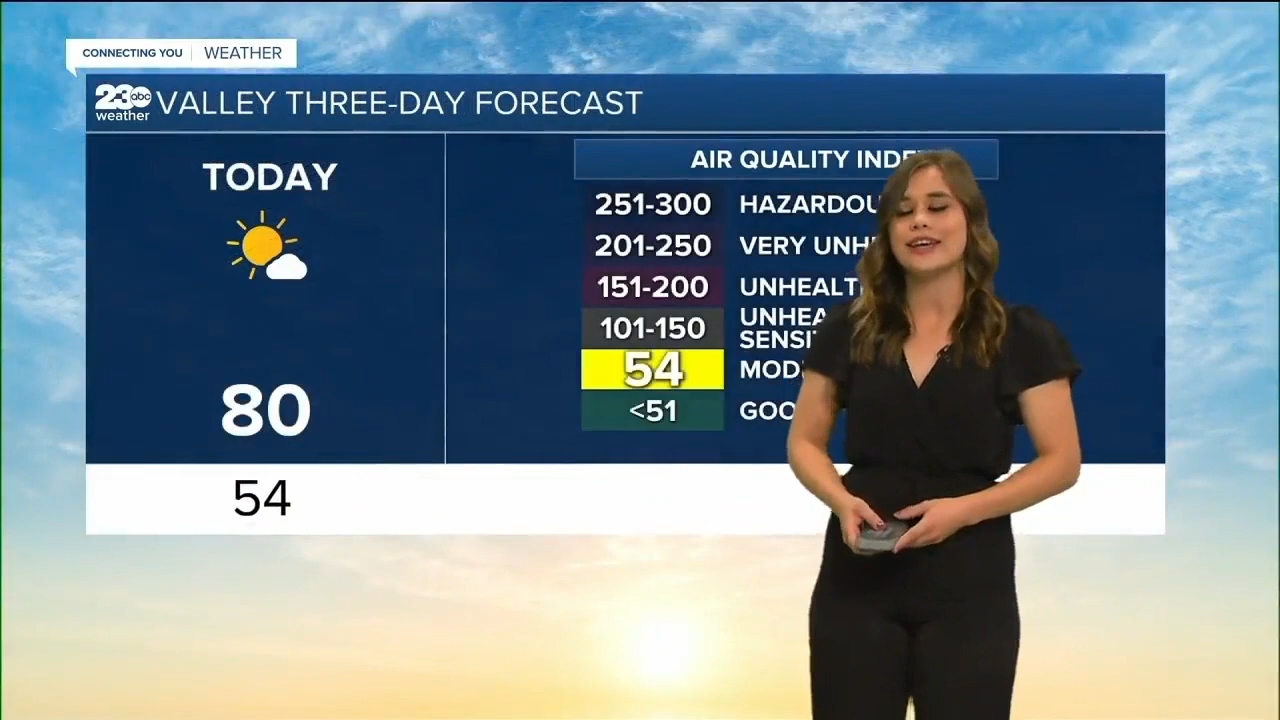 CONNECTING YOU WEATHER
23 abc
weather
VALLEY THREE-DAY FORECAST
TODAY
80
54
AIR QUALITY
251-300
201-250 VERY
151-200
101-150
54
<51